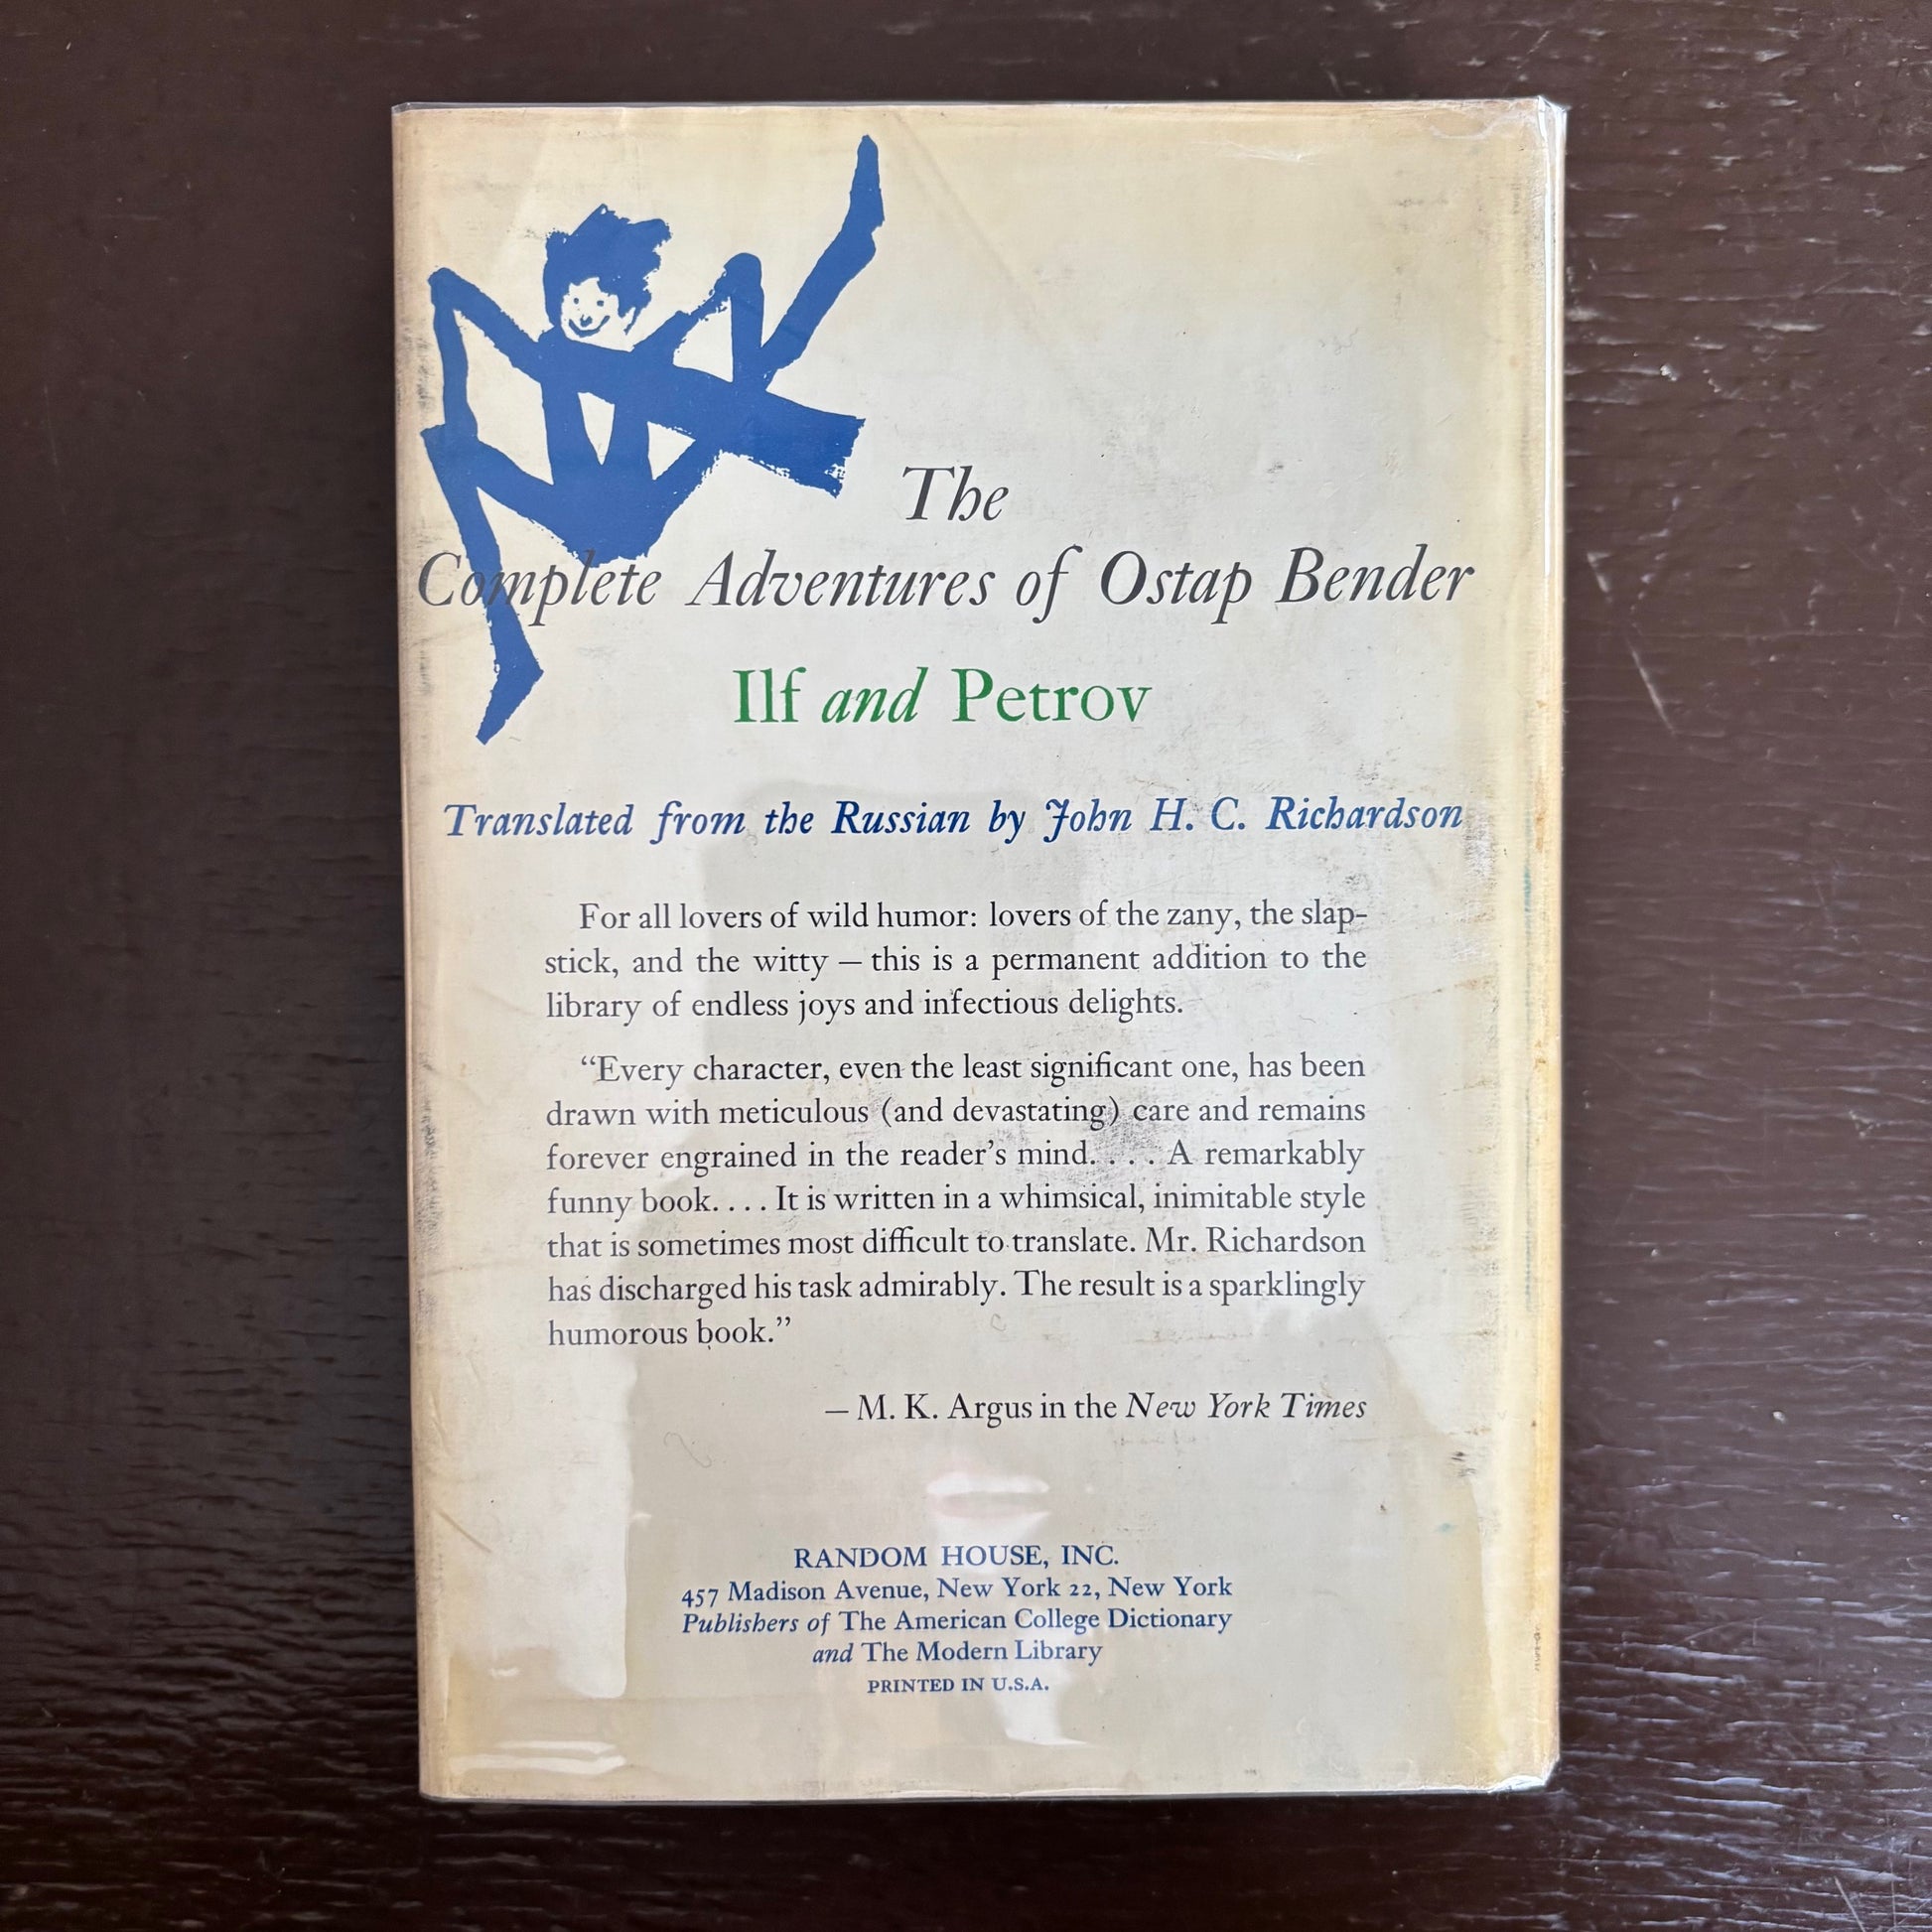 The
Complete Adventures of Ostap Bender
Ilf and Petrov
Translated from the Russian by John H. C. Richardson
For all lovers of wild humor: lovers of the zany, the slap-
stick, and the witty — this is a permanent addition to the
library of endless joys and infectious delights.
“Every character, even the least significant one, has been
drawn with meticulous (and devastating) care and remains
forever engrained in the reader’s mind. . . . A remarkably
funny book. . . . It is written in a whimsical, inimitable style
that is sometimes most difficult to translate. Mr. Richardson
has discharged his task admirably. The result is a sparklingly
humorous book.”
— M. K. Argus in the New York Times
RANDOM HOUSE, INC.
457 Madison Avenue, New York 22, New York
Publishers of The American College Dictionary
and The Modern Library
PRINTED IN U.S.A.